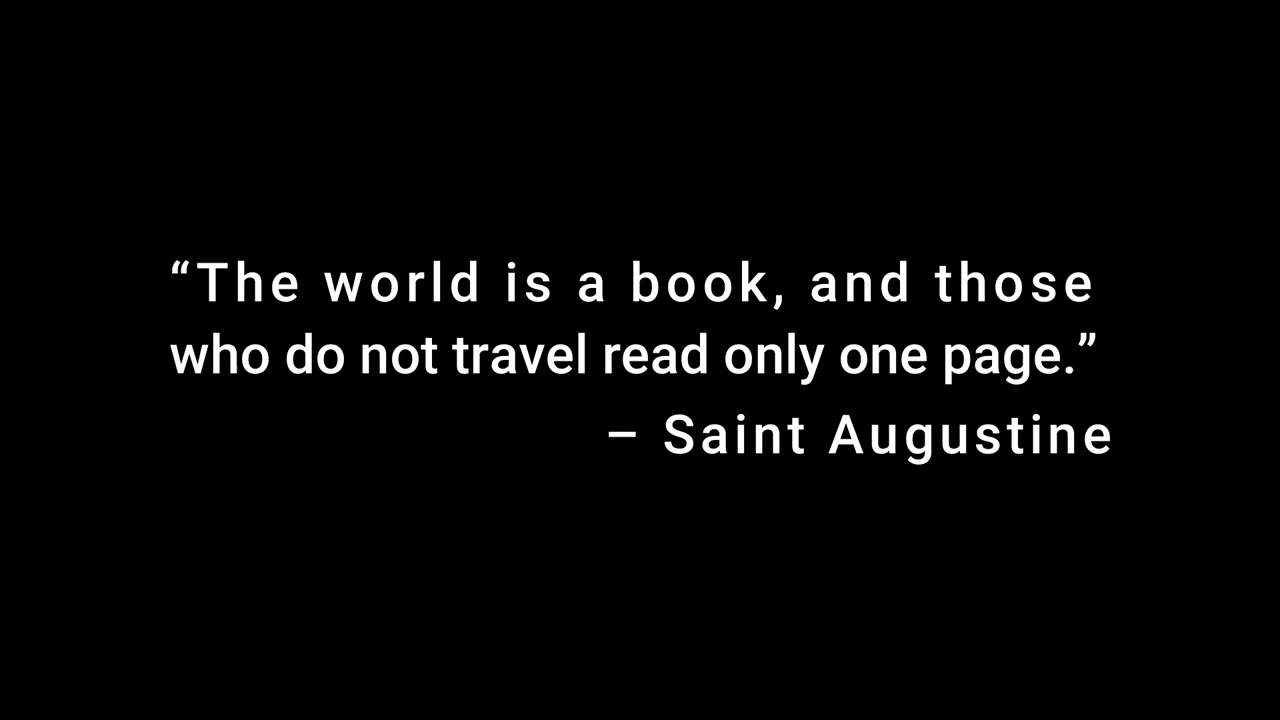 “The world is a book, and those
who do not travel read only one page.”
– Saint Augustine